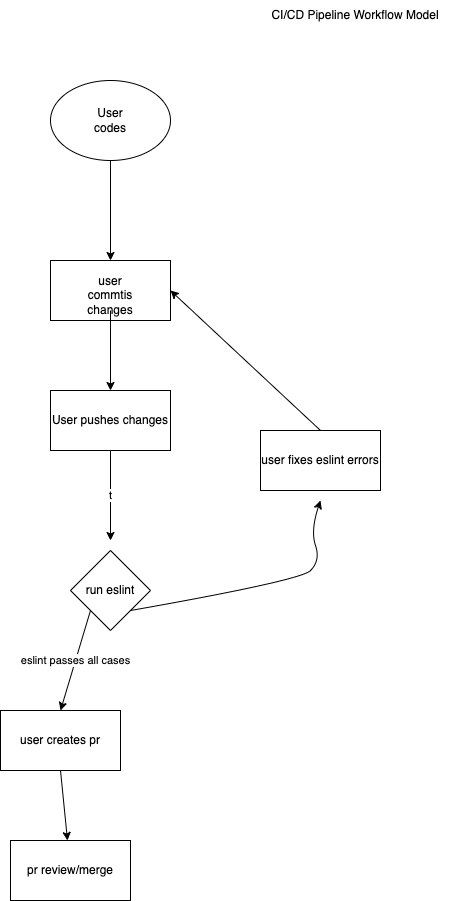 CI/CD Pipeline Workflow Model
User
codes
user
commtis
changes
User pushes changes
user fixes eslint errors
t
run eslint
eslint passes all cases
user creates pr
pr review/merge